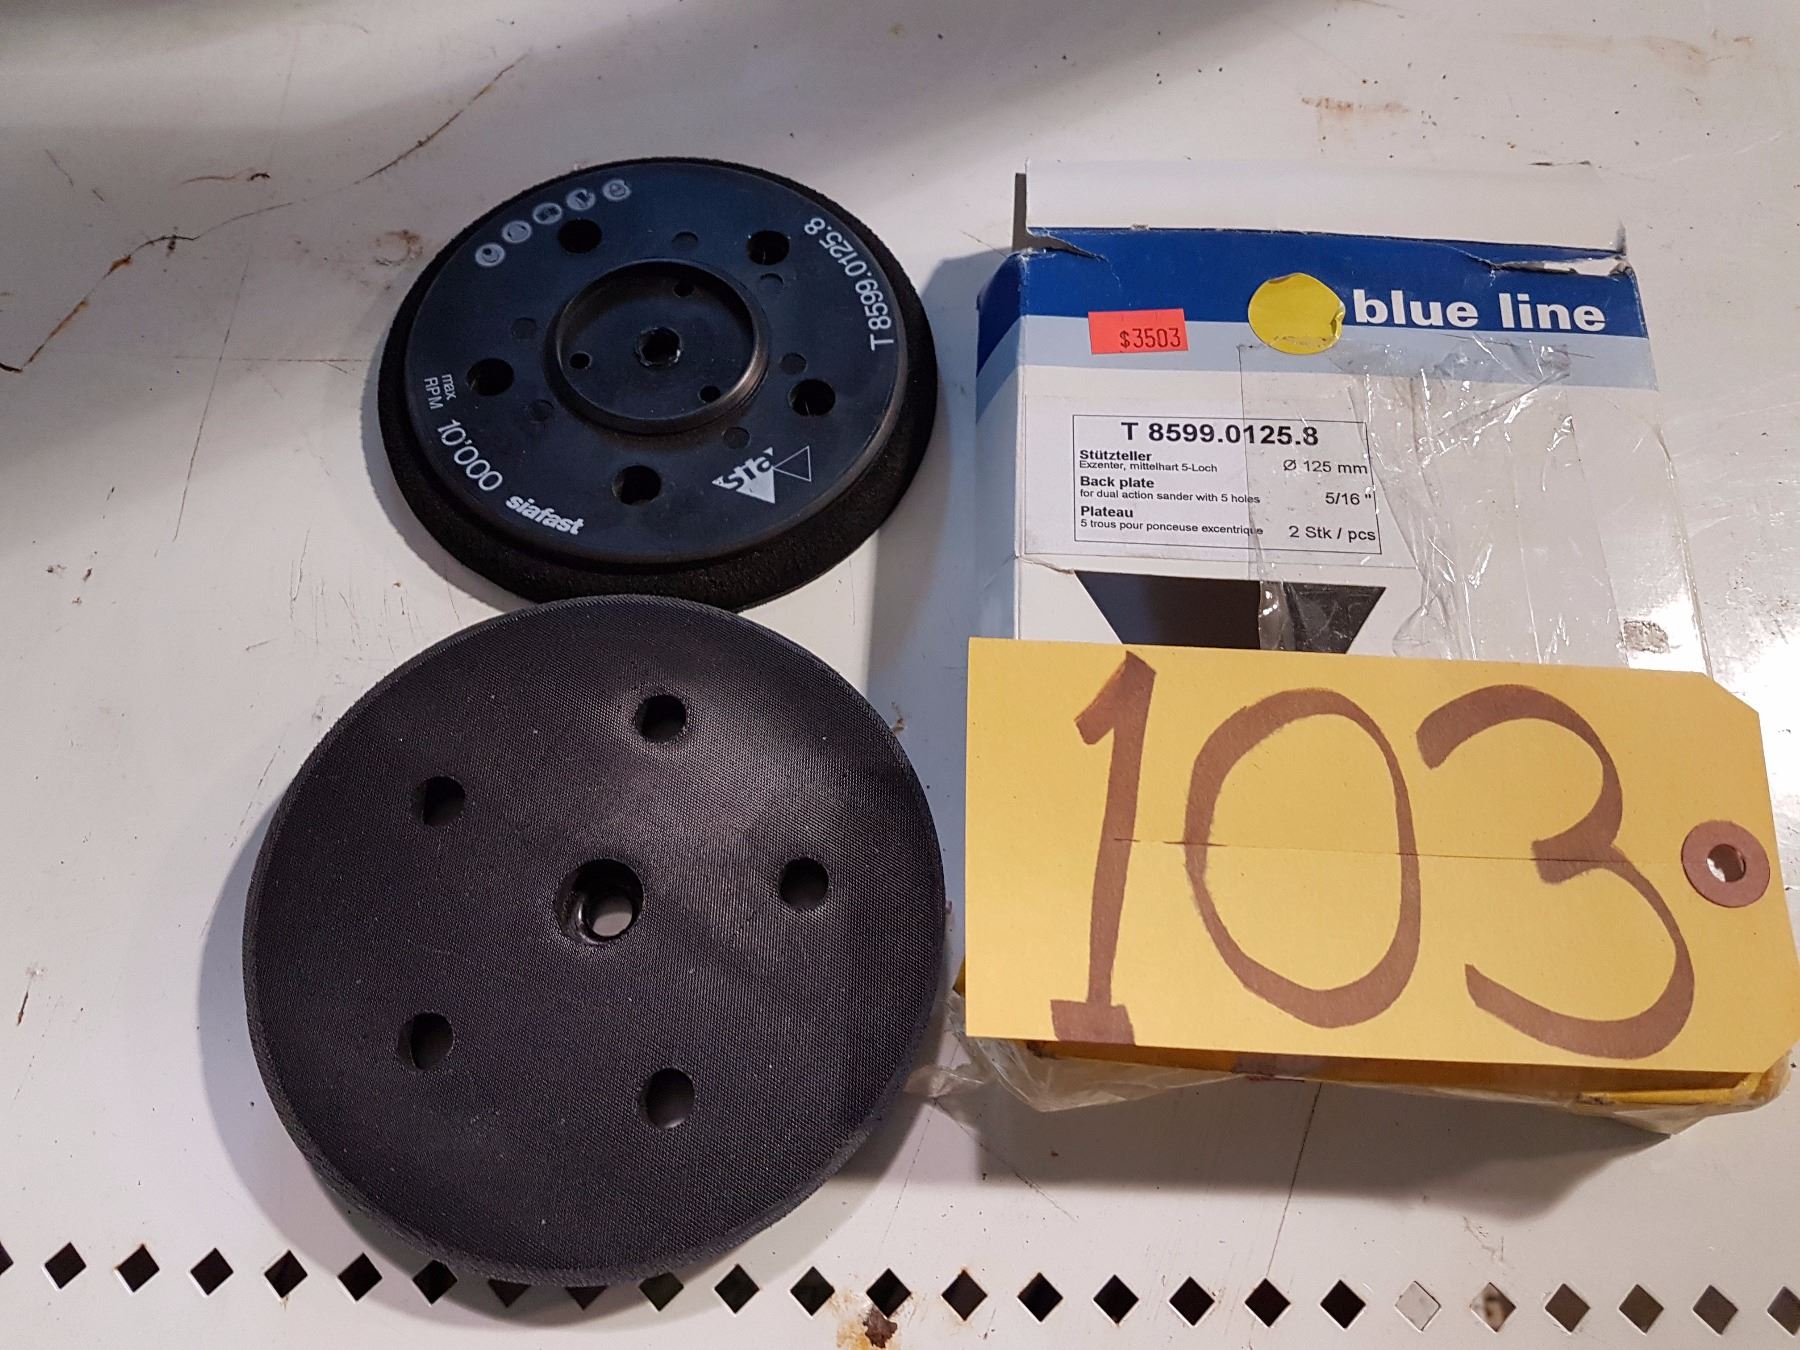 T 8599.0125.8
max
RPM 10'000
siafast
sia
blue line
$3503
T 8599.0125.8
Stützteller
Exzenter, mittelhart 5-Loch Ø 125 mm
Back plate
for dual action sander with 5 holes 5/16 "
Plateau
5 trous pour ponceuse excentrique 2 Stk / pcs
103